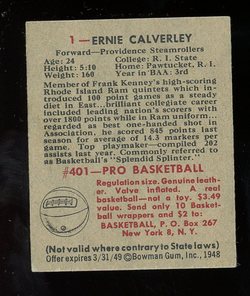 1 — ERNIE CALVERLEY
Forward—Providence Steamrollers
Age: 24 College: R. I. State
Height: 5:10 Home: Pawtucket, R. I.
Weight: 160 Year in BAA: 3rd
Member of Frank Keaney's high-scoring
Rhode Island Ram quintets which in-
troduced 100 point games as a steady
diet in East...brilliant collegiate career
included leading nation's scorers with
over 1880 points while in Ram uniform...
regarded as best one-handed shot in
Association, he scored 845 points last
season for average of 14.3 markers per
game. Top playmaker—compiled 202
assists last year. Commonly referred to
as Basketball's "Splendid Splinter."
#401—PRO BASKETBALL
Regulation size. Genuine leath-
er. Valve inflated. A real
basketball—not a toy. $3.49
value. Send only 10 Basket-
ball wrappers and $2 to:
BASKETBALL, P. O. BOX 267
New York 8, N. Y.
(Not valid where contrary to State laws)
Offer expires 3/31/49 ©Bowman Gum, Inc., 1948